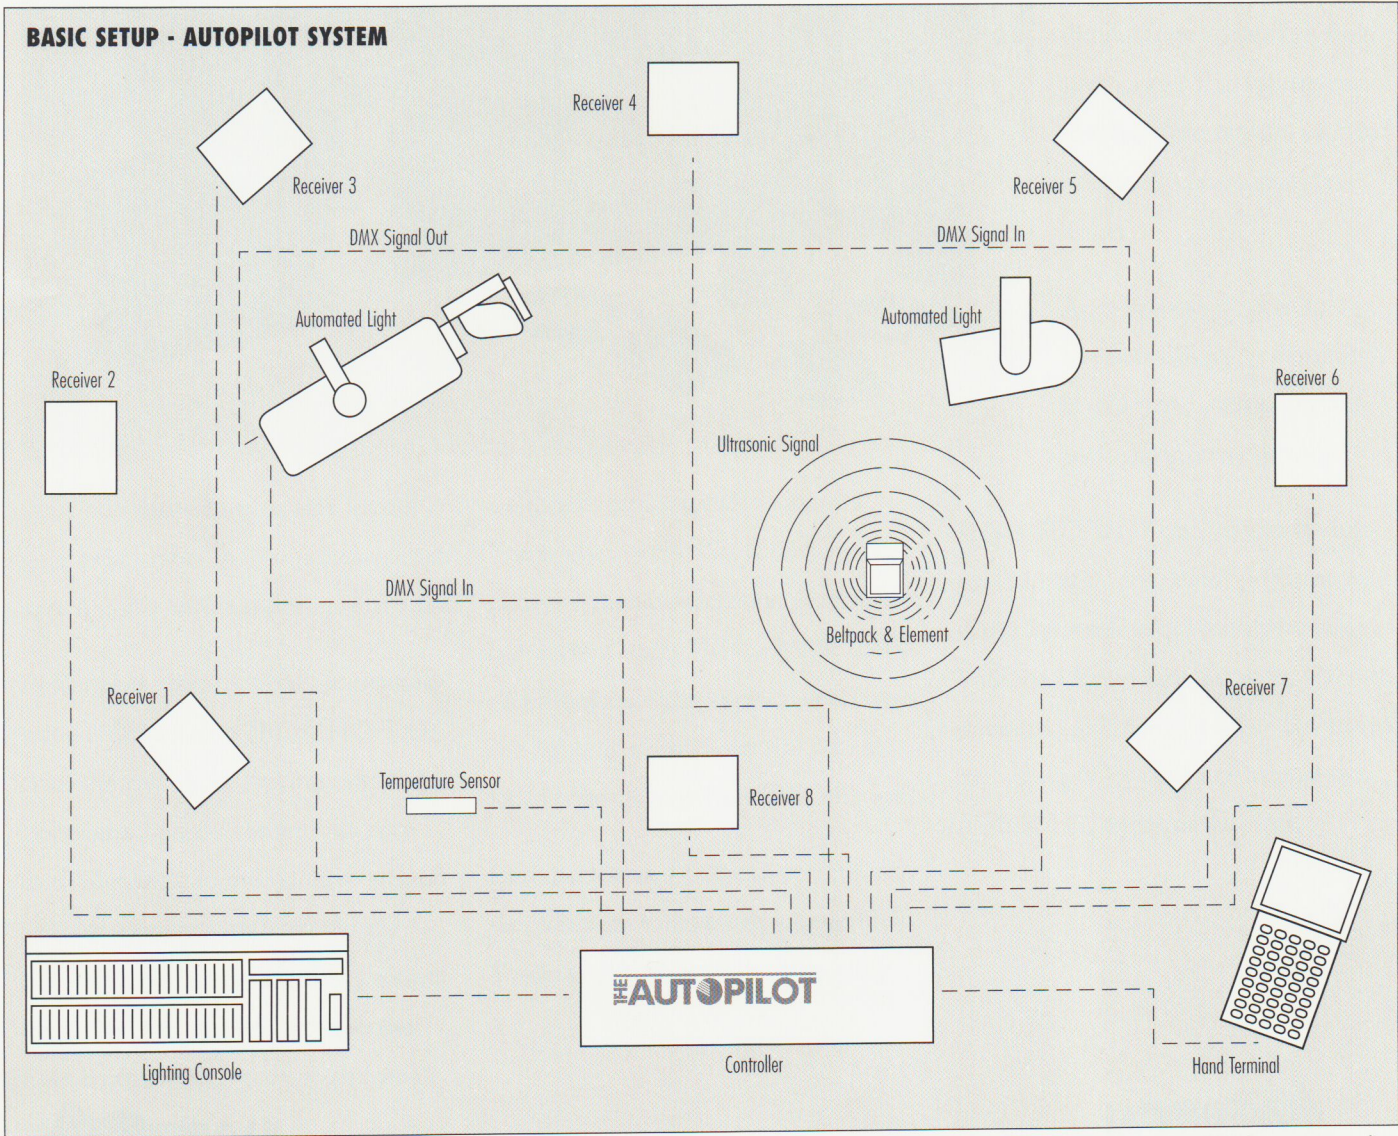 BASIC SETUP - AUTOPILOT SYSTEM
Receiver 4
Receiver 3
Receiver 5
DMX Signal Out
DMX Signal In
Automated Light
Automated Light
Receiver 2
Receiver 6
Ultrasonic Signal
DMX Signal In
Beltpack & Element
Receiver 1
Receiver 7
Temperature Sensor
Receiver 8
THE AUTOPILOT
Lighting Console
Controller
Hand Terminal